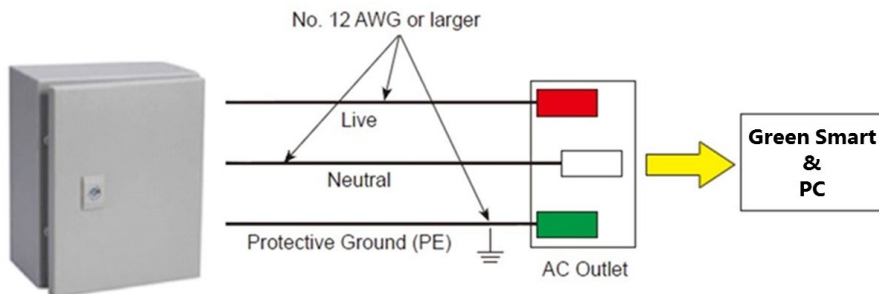 No. 12 AWG or larger
Live
Neutral
Protective Ground (PE)
AC Outlet
Green Smart
&
PC